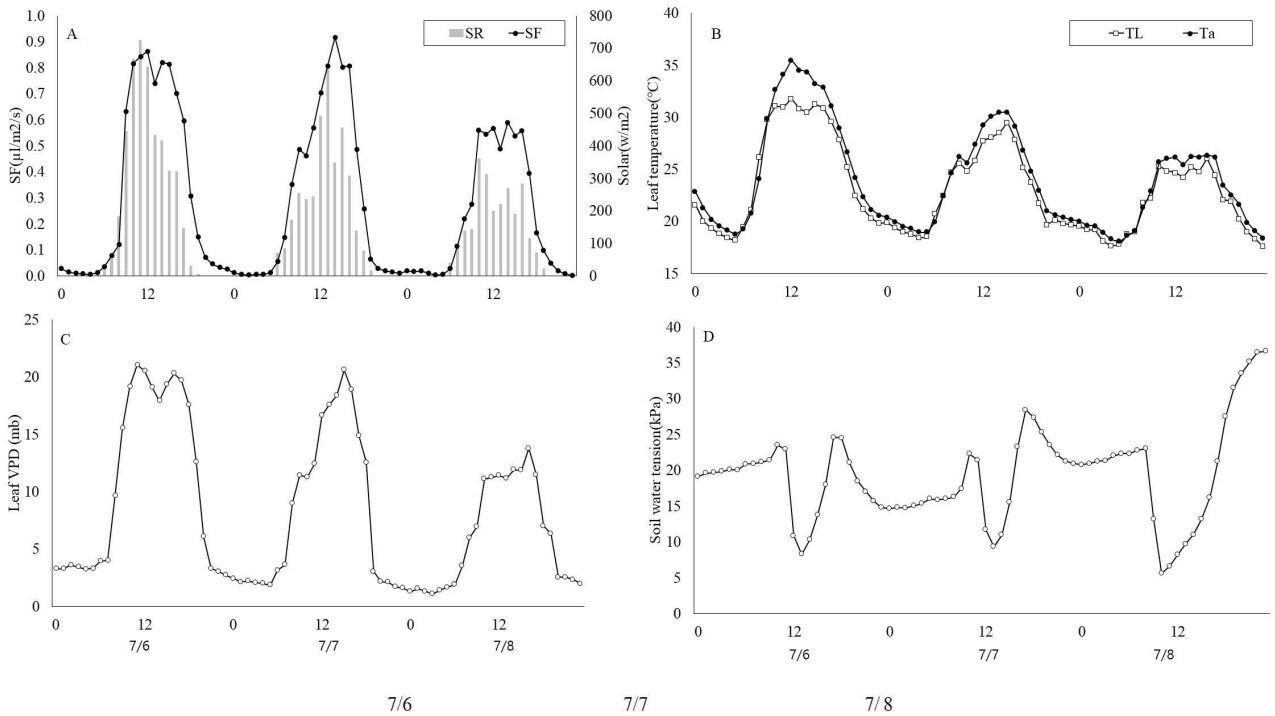 A
SR SF
SF(μl/m2/s)
1.0
0.9
0.8
0.7
0.6
0.5
0.4
0.3
0.2
0.1
0.0
800
700
600
500
400
300
200
100
0
Solar(w/m2)
0 12 0 12 0 12
B
TL Ta
Leaf temperature(℃)
40
35
30
25
20
15
0 12 0 12 0 12
C
Leaf VPD (mb)
25
20
15
10
5
0
0 12 0 12 0 12
7/6 7/7 7/8
D
Soil water tension(kPa)
40
35
30
25
20
15
10
5
0
0 12 0 12 0 12
7/6 7/7 7/8
7/6 7/7 7/ 8